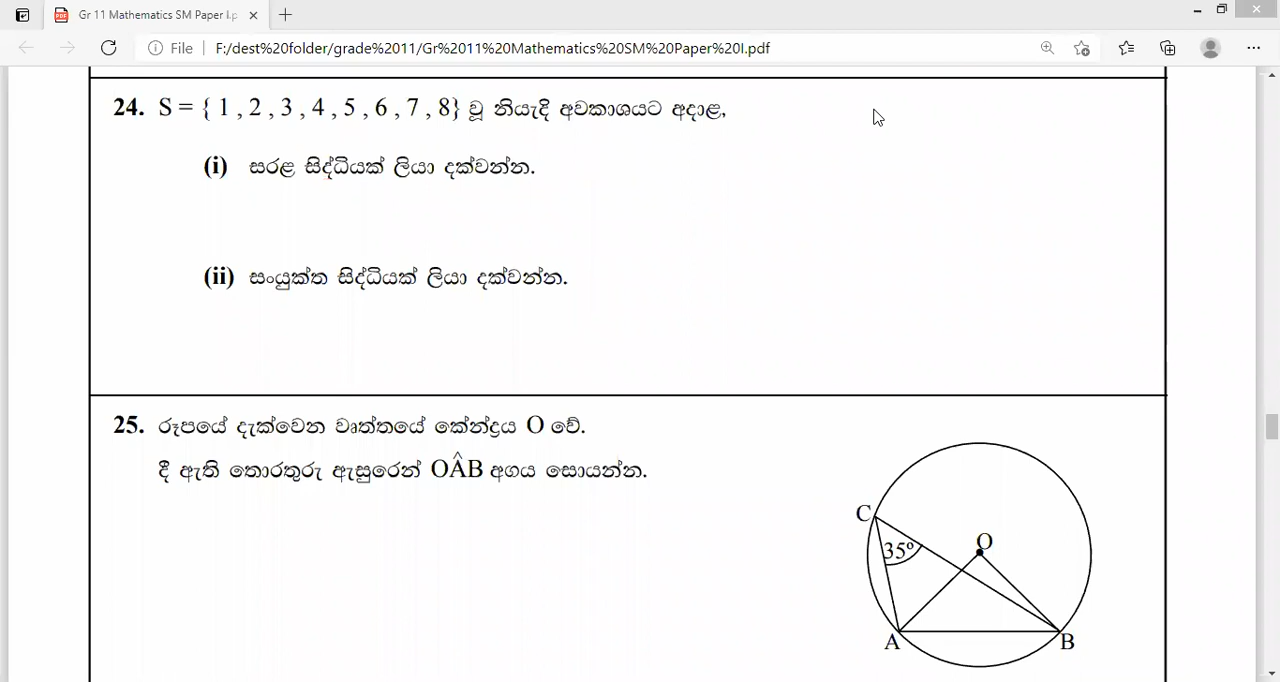 Gr 11 Mathematics SM Paper I.p
File
F:/dest%20folder/grade%2011/Gr%2011%20Mathematics%20SM%20Paper%20I.pdf
24. S = { 1 , 2 , 3 , 4 , 5 , 6 , 7 , 8} වූ නියැදි අවකාශයට අදාළ,
(i) සරළ සිද්ධියක් ලියා දක්වන්න.
(ii) සංයුක්ත සිද්ධියක් ලියා දක්වන්න.
25. රූපයේ දැක්වෙන වෘත්තයේ කේන්ද්‍රය O වේ.
දී ඇති තොරතුරු ඇසුරෙන් OÂB අගය සොයන්න.
C
35º
O
A
B